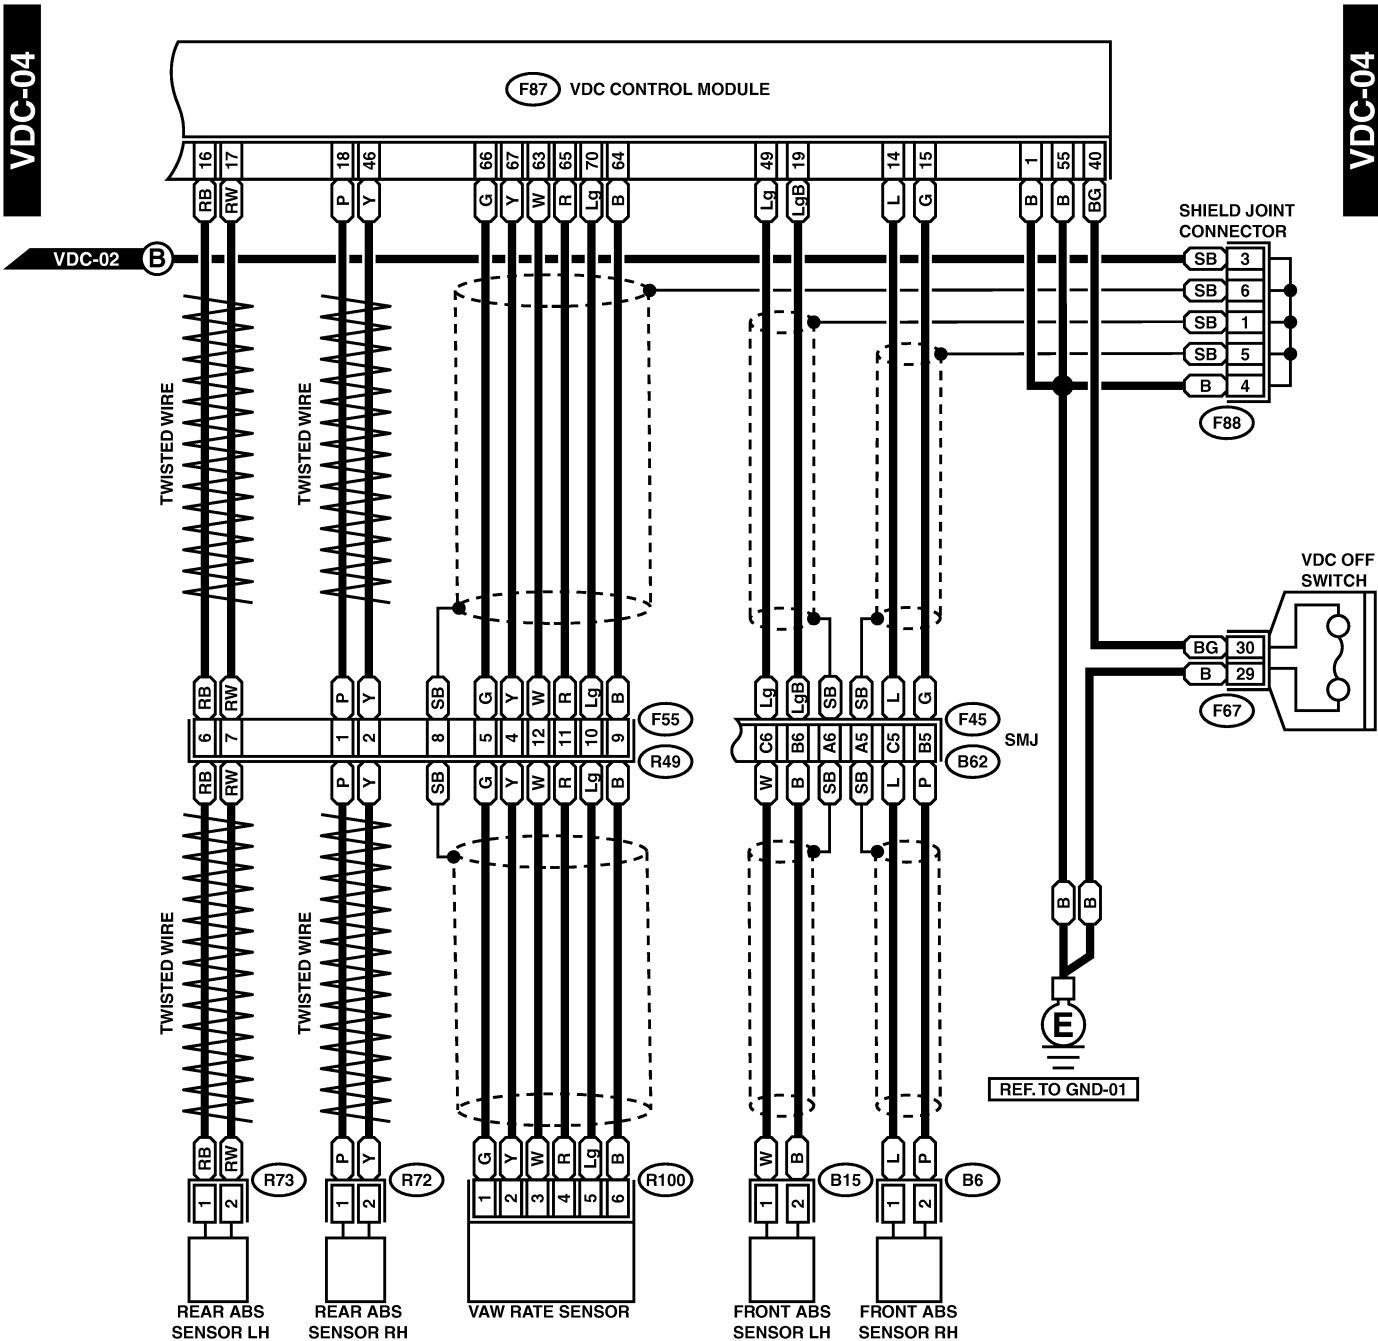 VDC-04
VDC-04
F87 VDC CONTROL MODULE
16 17 18 46 66 67 63 65 70 64 49 19 14 15 1 55 40
RB RW P Y G Y W R Lg B Lg LgB L G B B BG
SHIELD JOINT
CONNECTOR
VDC-02 B
SB 3
SB 6
SB 1
SB 5
B 4
F88
TWISTED WIRE
TWISTED WIRE
VDC OFF
SWITCH
BG 30
B 29
F67
RB RW P Y SB G Y W R Lg B Lg LgB SB SB L G
F55
F45
6 7 1 2 8 5 4 12 11 10 9 C6 B6 A6 A5 C5 B5
SMJ
R49
B62
RB RW P Y SB G Y W R Lg B W B SB SB L P
TWISTED WIRE
TWISTED WIRE
B B
E
REF. TO GND-01
RB RW P Y G Y W R Lg B W B L P
R73
R72
R100
B15
B6
1 2 1 2 1 2 3 4 5 6 1 2 1 2
REAR ABS
SENSOR LH
REAR ABS
SENSOR RH
VAW RATE SENSOR
FRONT ABS
SENSOR LH
FRONT ABS
SENSOR RH